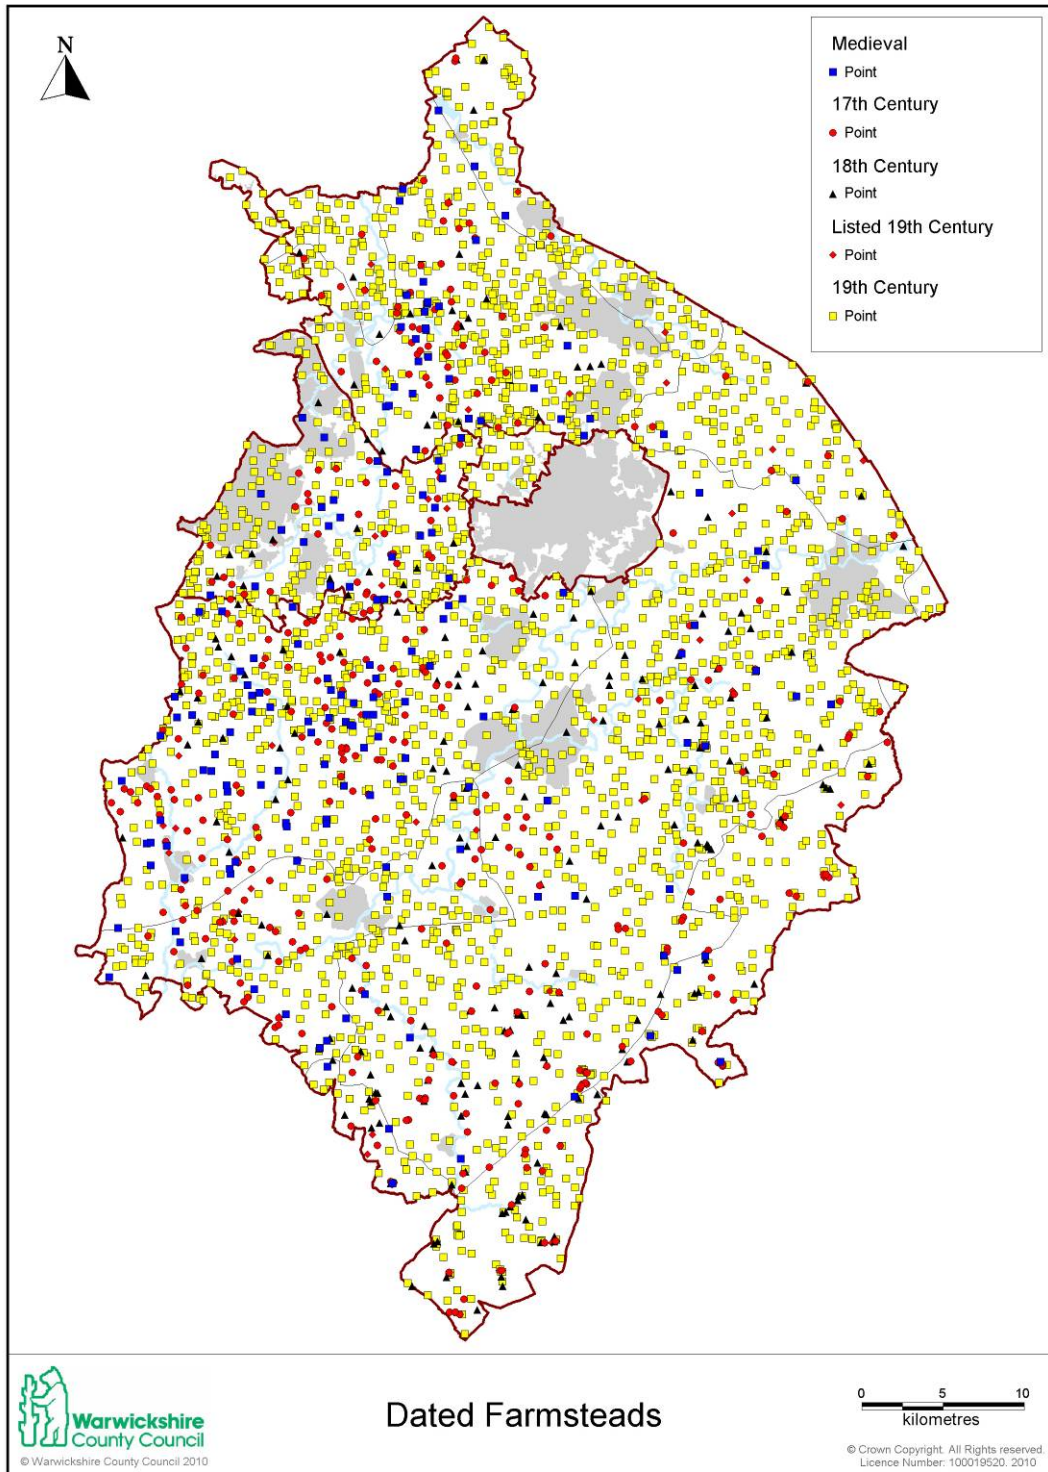 N
Medieval
Point
17th Century
Point
18th Century
Point
Listed 19th Century
Point
19th Century
Point
Warwickshire
County Council
© Warwickshire County Council 2010
Dated Farmsteads
0 5 10
kilometres
© Crown Copyright. All Rights reserved.
Licence Number: 100019520. 2010